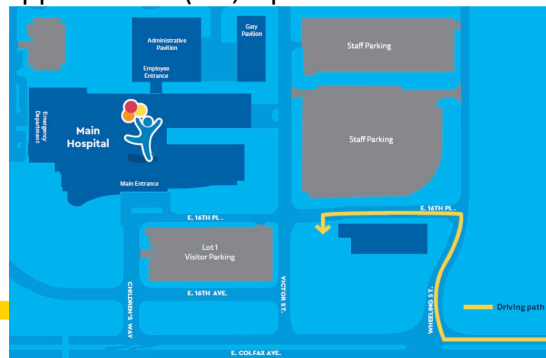 Administrative
Pavilion
Gary
Pavilion
Staff Parking
Employee
Entrance
Emergency
Department
Main
Hospital
Staff Parking
Main Entrance
E. 16TH PL.
E. 16TH PL.
Lot 1
Visitor Parking
E. 16TH AVE.
CHILDREN'S WAY
VICTOR ST.
WHEELING ST.
Driving path
E. COLFAX AVE.